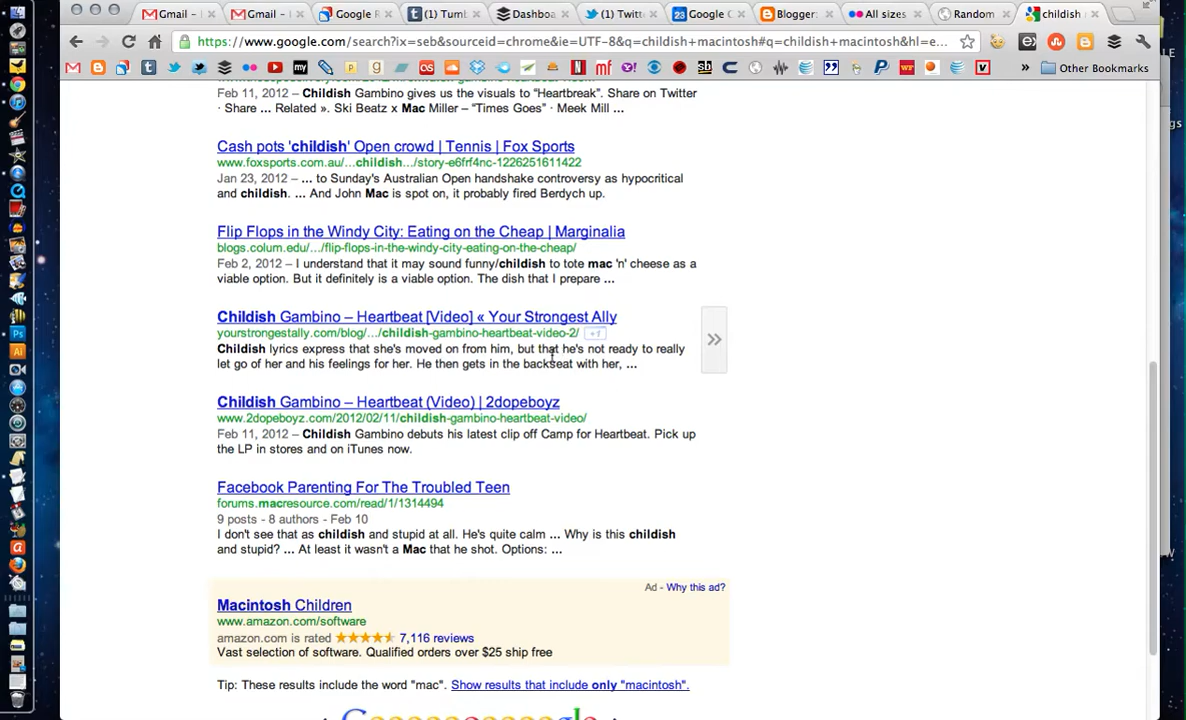 Gmail -
Gmail -
Google R
(1) Tum
Dashboa
(1) Twitt
Google C
Blogger:
All sizes
Random
childish
https://www.google.com/search?ix=seb&sourceid=chrome&ie=UTF-8&q=childish+macintosh#q=childish+macintosh&hl=e...
Other Bookmarks
Feb 11, 2012 – Childish Gambino gives us the visuals to “Heartbreak”. Share on Twitter
· Share ... Related ». Ski Beatz x Mac Miller – “Times Goes” · Meek Mill ...
Cash pots 'childish' Open crowd | Tennis | Fox Sports
www.foxsports.com.au/...childish.../story-e6frf4nc-1226251611422
Jan 23, 2012 – ... to Sunday's Australian Open handshake controversy as hypocritical
and childish. ... And John Mac is spot on, it probably fired Berdych up.
Flip Flops in the Windy City: Eating on the Cheap | Marginalia
blogs.colum.edu/.../flip-flops-in-the-windy-city-eating-on-the-cheap/
Feb 2, 2012 – I understand that it may sound funny/childish to tote mac 'n' cheese as a
viable option. But it definitely is a viable option. The dish that I prepare ...
Childish Gambino – Heartbeat [Video] « Your Strongest Ally
yourstrongestally.com/blog/.../childish-gambino-heartbeat-video-2/ +1
Childish lyrics express that she's moved on from him, but that he's not ready to really
let go of her and his feelings for her. He then gets in the backseat with her, ...
Childish Gambino – Heartbeat (Video) | 2dopeboyz
www.2dopeboyz.com/2012/02/11/childish-gambino-heartbeat-video/
Feb 11, 2012 – Childish Gambino debuts his latest clip off Camp for Heartbeat. Pick up
the LP in stores and on iTunes now.
Facebook Parenting For The Troubled Teen
forums.macresource.com/read/1/1314494
9 posts - 8 authors - Feb 10
I don't see that as childish and stupid at all. He's quite calm ... Why is this childish
and stupid? ... At least it wasn't a Mac that he shot. Options: ...
Ad - Why this ad?
Macintosh Children
www.amazon.com/software
amazon.com is rated 7,116 reviews
Vast selection of software. Qualified orders over $25 ship free
Tip: These results include the word "mac". Show results that include only "macintosh".